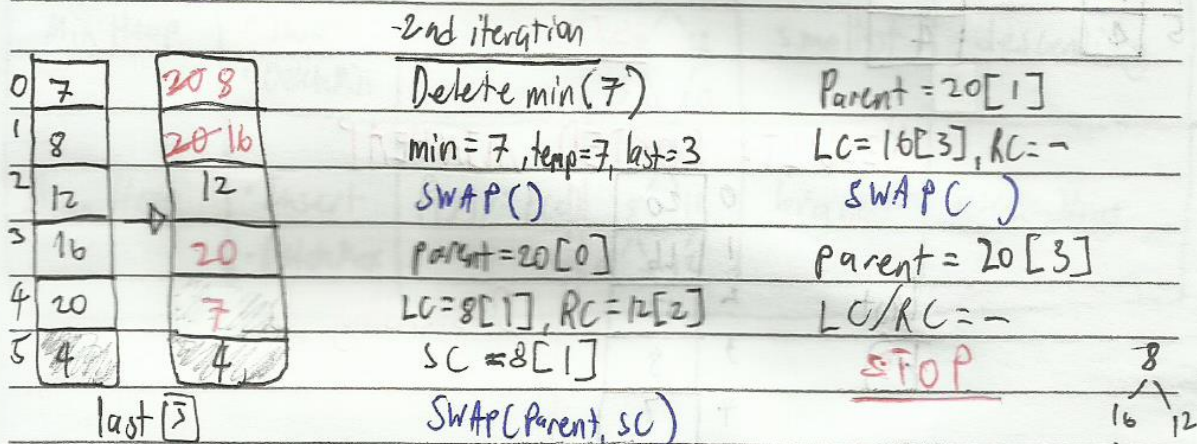 -2nd iteration
0 7 20 8 Delete min(7) Parent = 20[1]
1 8 20 16 min = 7, temp=7, last=3 LC = 16[3], RC = -
2 12 12 SWAP() SWAP( )
3 16 20 parent = 20[0] parent = 20[3]
4 20 7 LC = 8[1], RC = 12[2] LC/RC = -
5 4 4 SC = 8[1] STOP 8
last 3 SWAP(Parent, SC) 16 12